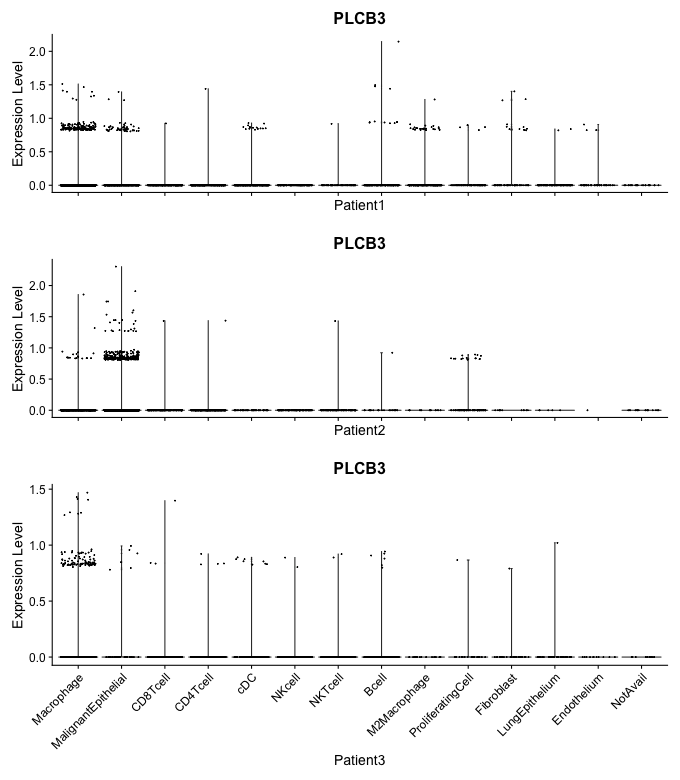 PLCB3
Expression Level
2.0
1.5
1.0
0.5
0.0
Patient1
PLCB3
Expression Level
2.0
1.5
1.0
0.5
0.0
Patient2
PLCB3
Expression Level
1.5
1.0
0.5
0.0
Macrophage
MalignantEpithelial
CD8Tcell
CD4Tcell
cDC
NKcell
NKTcell
Bcell
M2Macrophage
ProliferatingCell
Fibroblast
LungEpithelium
Endothelium
NotAvail
Patient3